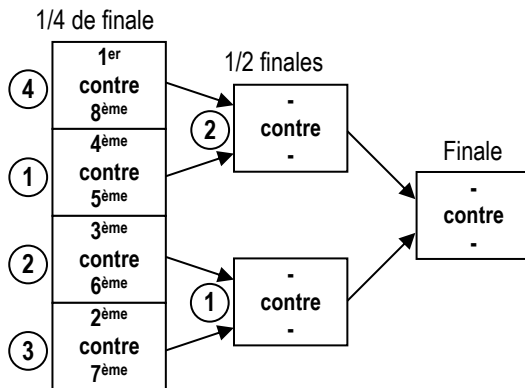 1/4 de finale
4
1er
contre
8ème
1
4ème
contre
5ème
2
3ème
contre
6ème
3
2ème
contre
7ème
1/2 finales
2
-
contre
-
1
-
contre
-
Finale
-
contre
-